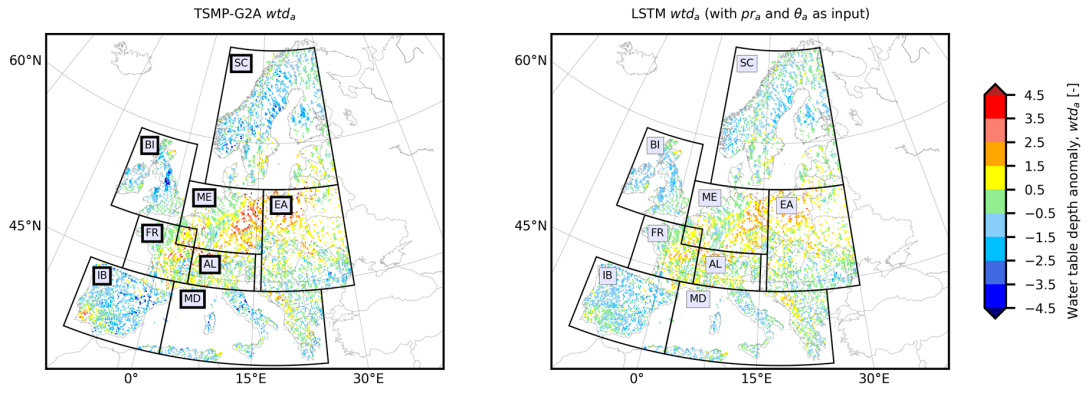 TSMP-G2A wtdₐ
LSTM wtdₐ (with prₐ and θₐ as input)
60°N
45°N
SC
BI
ME
EA
FR
AL
IB
MD
0°
15°E
30°E
SC
BI
ME
EA
FR
AL
IB
MD
0°
15°E
30°E
4.5
3.5
2.5
1.5
0.5
−0.5
−1.5
−2.5
−3.5
−4.5
Water table depth anomaly, wtdₐ [-]